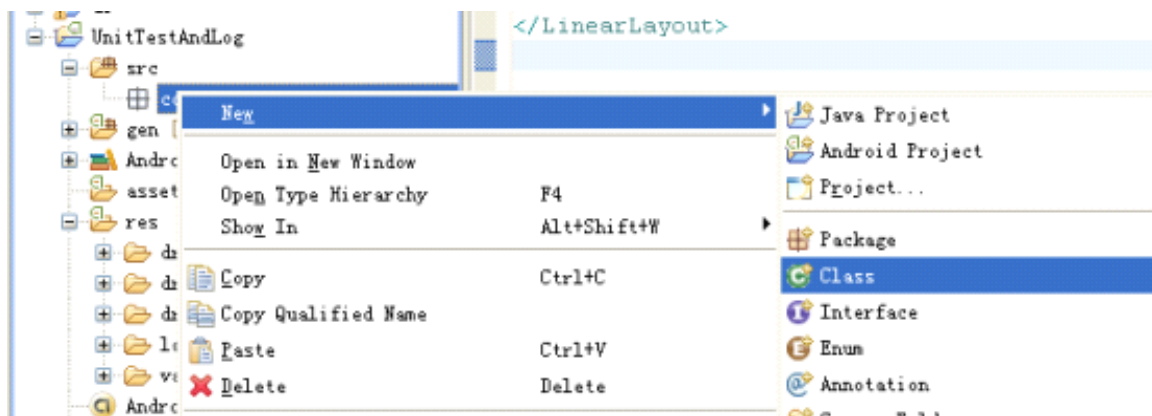 </LinearLayout>
UnitTestAndLog
src
gen
res
New
Open in New Window
Open Type Hierarchy F4
Show In Alt+Shift+W
Copy Ctrl+C
Copy Qualified Name
Paste Ctrl+V
Delete Delete
Java Project
Android Project
Project...
Package
Class
Interface
Enum
Annotation